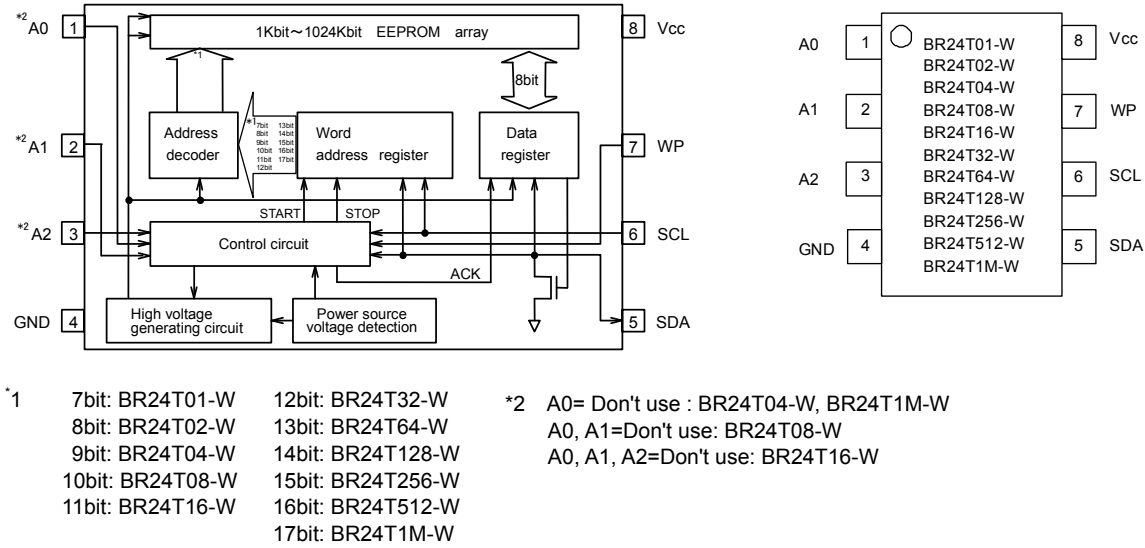 *2 A0 1
1Kbit～1024Kbit EEPROM array
8 Vcc
*1
8bit
*2 A1 2
Address
decoder
*1
7bit 13bit
8bit 14bit
9bit 15bit
10bit 16bit
11bit 17bit
12bit
Word
address register
Data
register
7 WP
START STOP
*2 A2 3
Control circuit
6 SCL
ACK
GND 4
High voltage
generating circuit
Power source
voltage detection
5 SDA
A0 1
8 Vcc
A1 2
7 WP
A2 3
6 SCL
GND 4
5 SDA
BR24T01-W
BR24T02-W
BR24T04-W
BR24T08-W
BR24T16-W
BR24T32-W
BR24T64-W
BR24T128-W
BR24T256-W
BR24T512-W
BR24T1M-W
*1
7bit: BR24T01-W
8bit: BR24T02-W
9bit: BR24T04-W
10bit: BR24T08-W
11bit: BR24T16-W
12bit: BR24T32-W
13bit: BR24T64-W
14bit: BR24T128-W
15bit: BR24T256-W
16bit: BR24T512-W
17bit: BR24T1M-W
*2 A0= Don't use : BR24T04-W, BR24T1M-W
A0, A1=Don't use: BR24T08-W
A0, A1, A2=Don't use: BR24T16-W